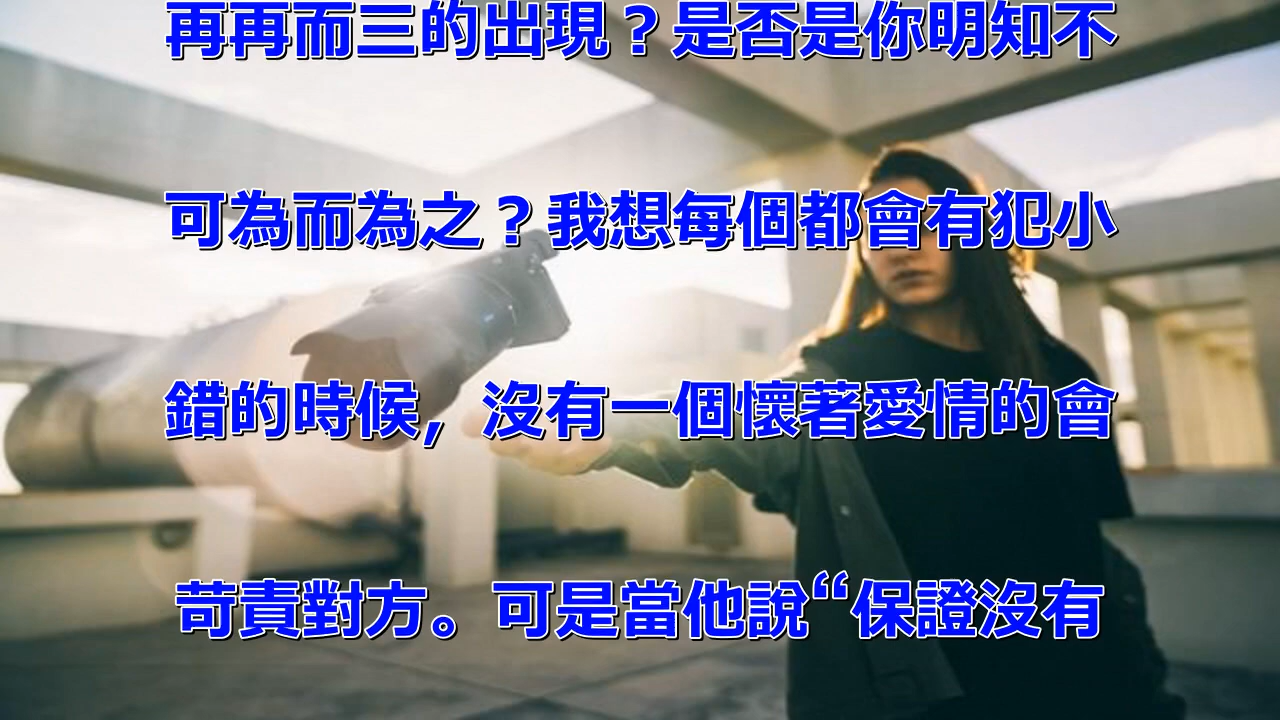 再再而三的出現？是否是你明知不
可為而為之？我想每個都會有犯小
錯的時候，沒有一個懷著愛情的會
苛責對方。可是當他說“保證沒有